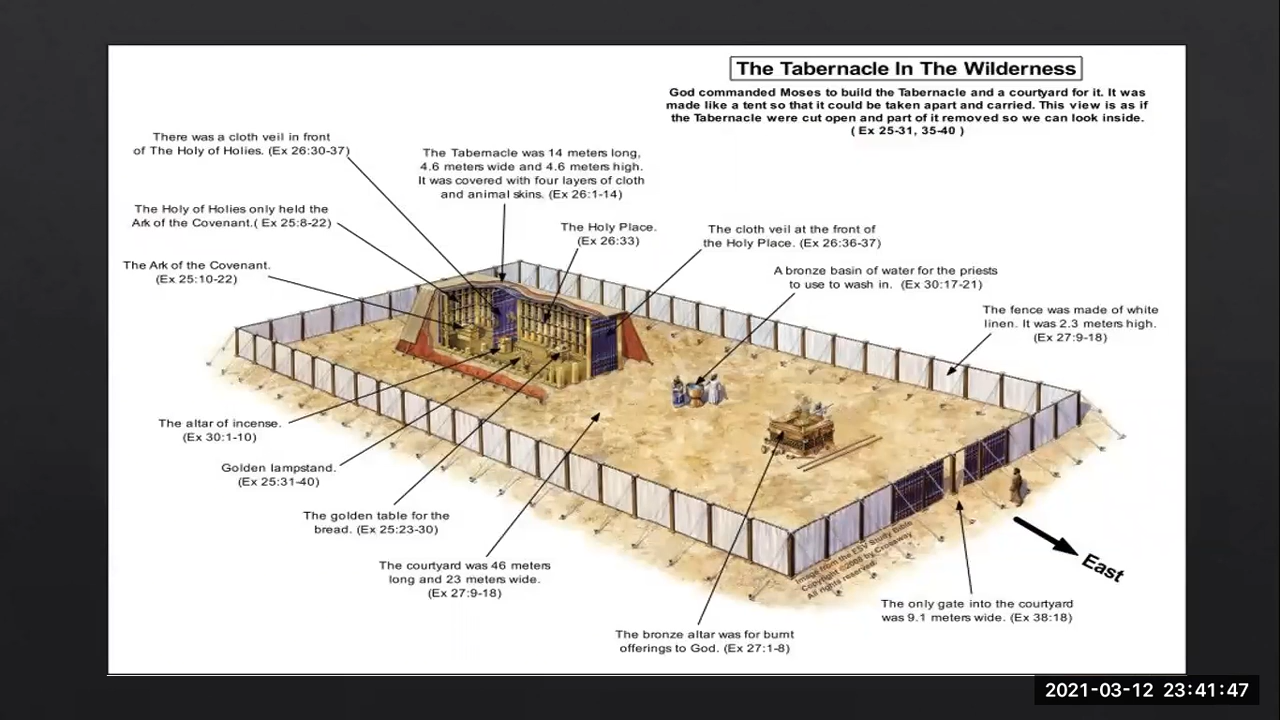 The Tabernacle In The Wilderness
God commanded Moses to build the Tabernacle and a courtyard for it. It was
made like a tent so that it could be taken apart and carried. This view is as if
the Tabernacle were cut open and part of it removed so we can look inside.
( Ex 25-31, 35-40 )
There was a cloth veil in front
of The Holy of Holies. (Ex 26:30-37)
The Tabernacle was 14 meters long,
4.6 meters wide and 4.6 meters high.
It was covered with four layers of cloth
and animal skins. (Ex 26:1-14)
The Holy of Holies only held the
Ark of the Covenant.( Ex 25:8-22)
The Holy Place.
(Ex 26:33)
The cloth veil at the front of
the Holy Place. (Ex 26:36-37)
The Ark of the Covenant.
(Ex 25:10-22)
A bronze basin of water for the priests
to use to wash in. (Ex 30:17-21)
The fence was made of white
linen. It was 2.3 meters high.
(Ex 27:9-18)
The altar of incense.
(Ex 30:1-10)
Golden lampstand.
(Ex 25:31-40)
The golden table for the
bread. (Ex 25:23-30)
The courtyard was 46 meters
long and 23 meters wide.
(Ex 27:9-18)
Image from the ESV Study Bible
Copyright ©2008 by Crossway
All rights reserved.
East
The only gate into the courtyard
was 9.1 meters wide. (Ex 38:18)
The bronze altar was for burnt
offerings to God. (Ex 27:1-8)
2021-03-12 23:41:47